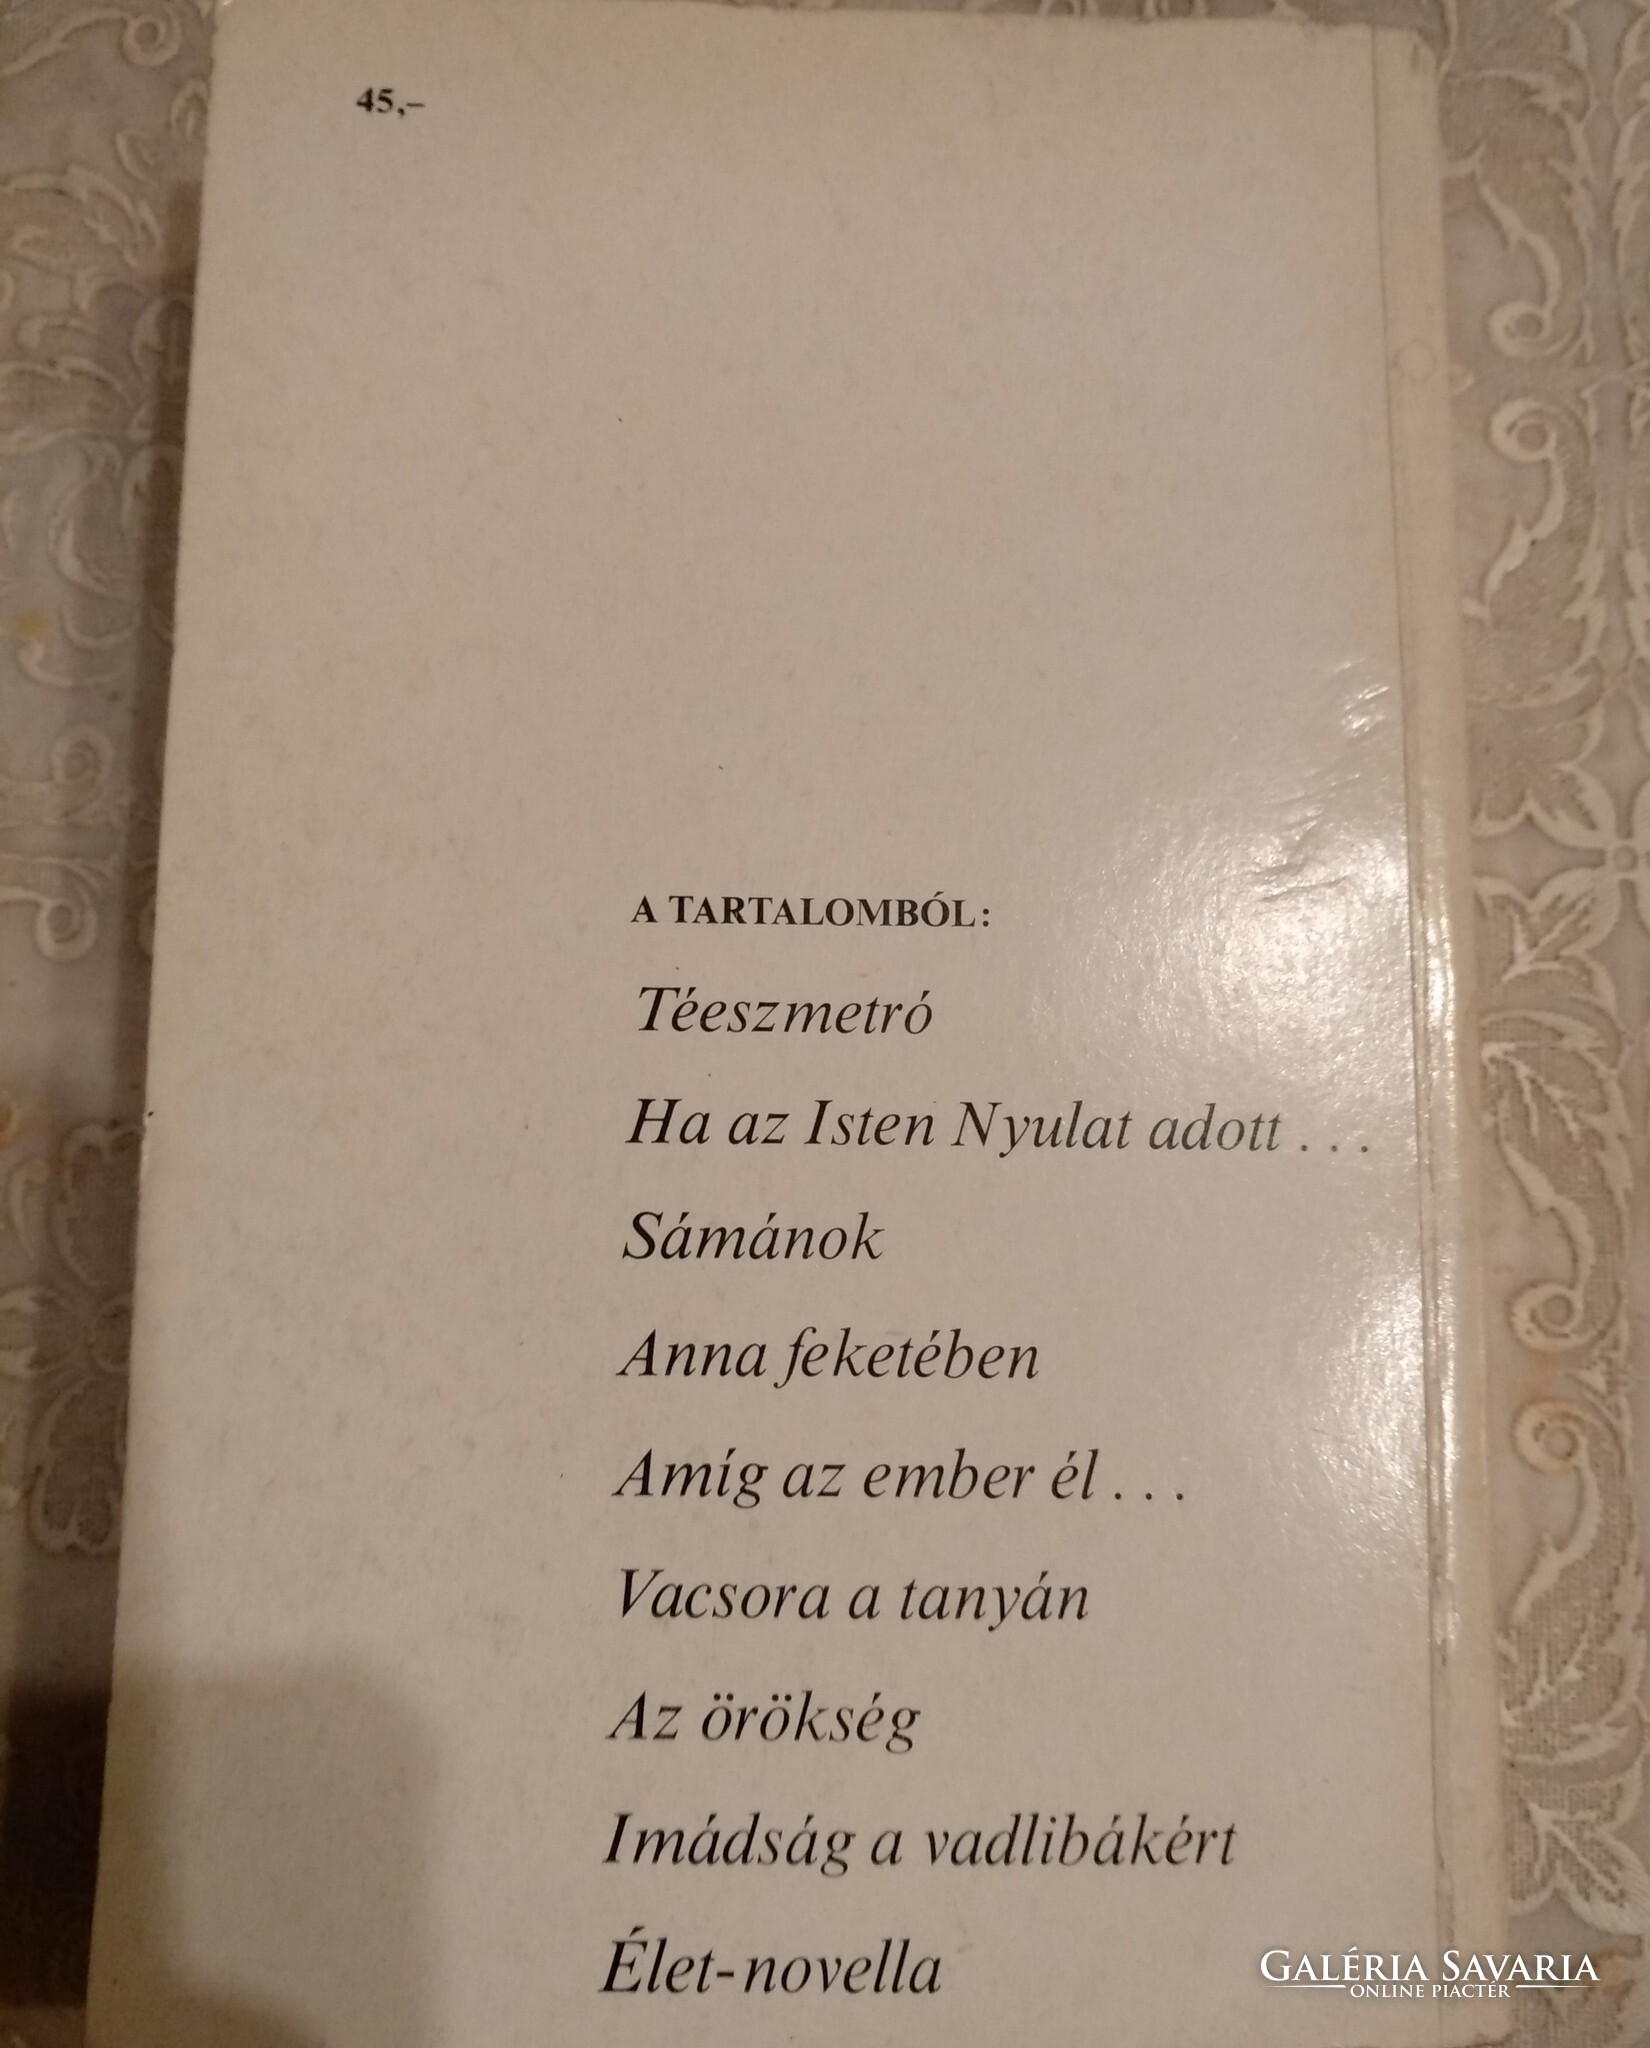 45,–
A TARTALOMBÓL:
Téeszmetró
Ha az Isten Nyulat adott . . .
Sámánok
Anna feketében
Amíg az ember él . . .
Vacsora a tanyán
Az örökség
Imádság a vadlibákért
Élet-novella
GALÉRIA SAVARIA
ONLINE PIACTÉR